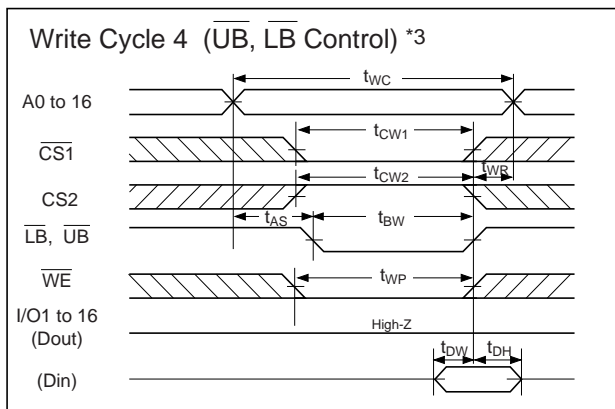 Write Cycle 4 (UB, LB Control) *3
tWC
A0 to 16
tCW1
CS1
tWR
tCW2
CS2
tAS
tBW
LB, UB
tWP
WE
I/O1 to 16
(Dout)
High-Z
tDW
tDH
(Din)